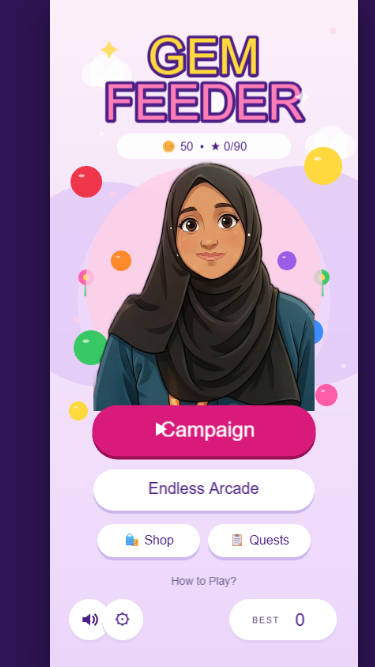 GEM
FEEDER
50 • ★ 0/90
Campaign
Endless Arcade
Shop
Quests
How to Play?
BEST 0